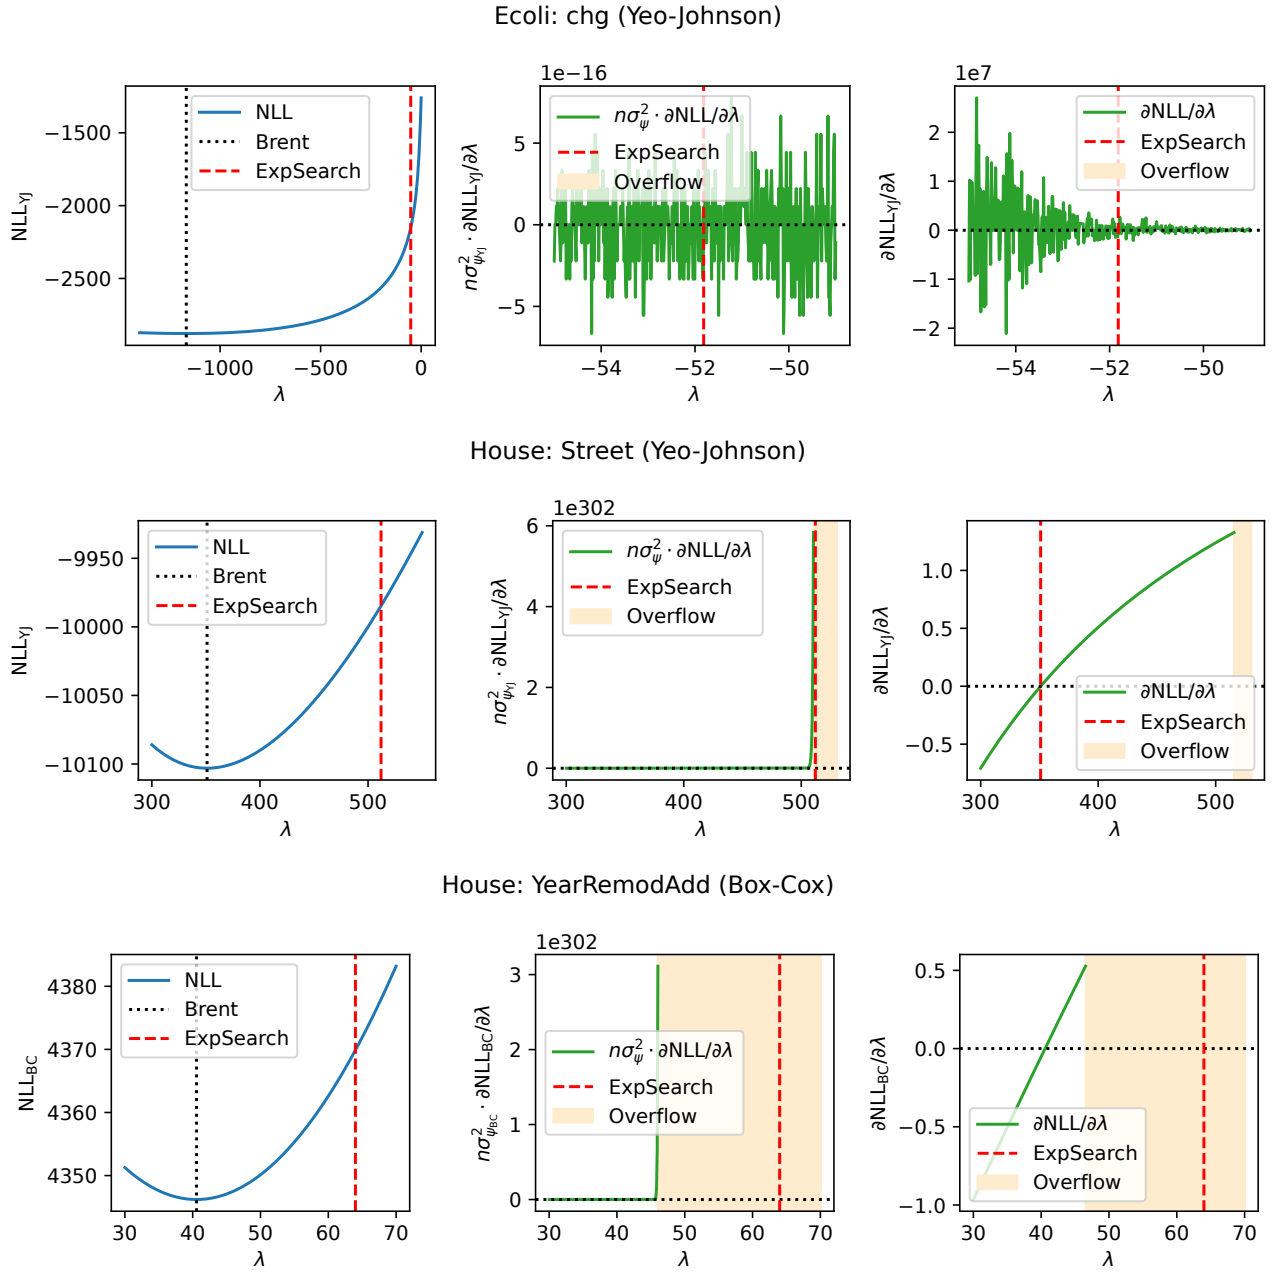 Ecoli: chg (Yeo-Johnson)
NLL
Brent
ExpSearch
−1500
−2000
−2500
NLL_YJ
−1000
−500
0
λ
1e−16
nσ²_ψ · ∂NLL/∂λ
ExpSearch
Overflow
5
0
−5
nσ²_ψ_YJ · ∂NLL_YJ/∂λ
−54
−52
−50
λ
1e7
∂NLL/∂λ
ExpSearch
Overflow
2
1
0
−1
−2
∂NLL_YJ/∂λ
−54
−52
−50
λ
House: Street (Yeo-Johnson)
NLL
Brent
ExpSearch
−9950
−10000
−10050
−10100
NLL_YJ
300
400
500
λ
1e302
nσ²_ψ · ∂NLL/∂λ
ExpSearch
Overflow
6
4
2
0
nσ²_ψ_YJ · ∂NLL_YJ/∂λ
300
400
500
λ
∂NLL/∂λ
ExpSearch
Overflow
1.0
0.5
0.0
−0.5
∂NLL_YJ/∂λ
300
400
500
λ
House: YearRemodAdd (Box-Cox)
NLL
Brent
ExpSearch
4380
4370
4360
4350
NLL_BC
30
40
50
60
70
λ
1e302
nσ²_ψ · ∂NLL/∂λ
ExpSearch
Overflow
3
2
1
0
nσ²_ψ_BC · ∂NLL_BC/∂λ
30
40
50
60
70
λ
∂NLL/∂λ
ExpSearch
Overflow
0.5
0.0
−0.5
−1.0
∂NLL_BC/∂λ
30
40
50
60
70
λ